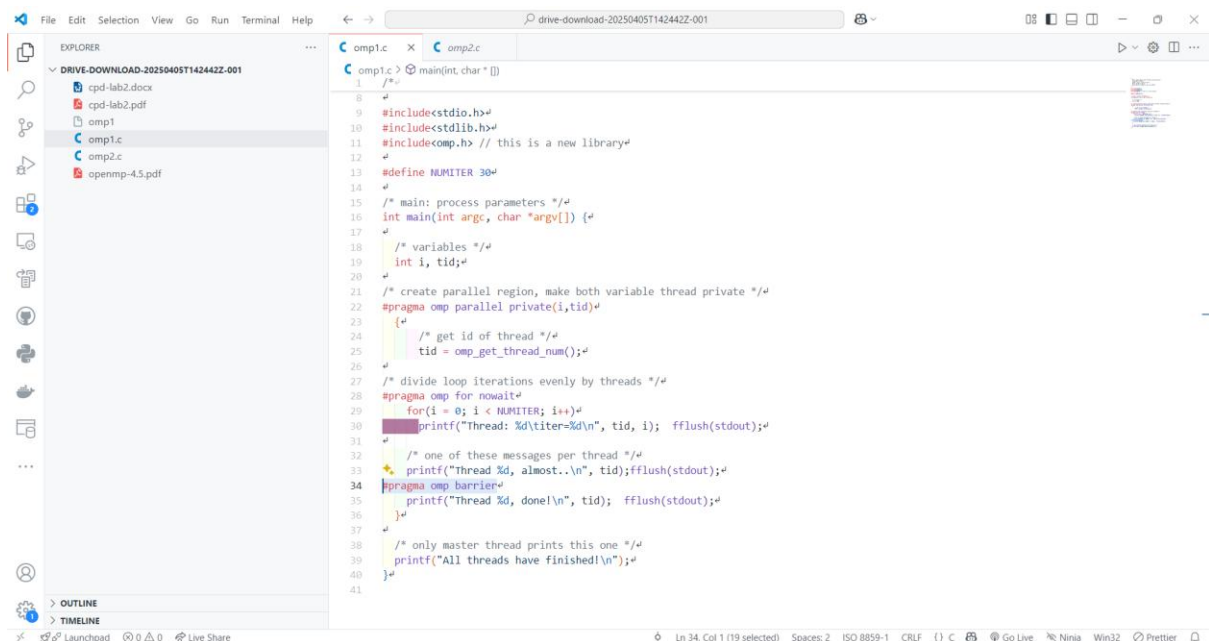 File Edit Selection View Go Run Terminal Help
drive-download-20250405T142442Z-001
EXPLORER
DRIVE-DOWNLOAD-20250405T142442Z-001
cpd-lab2.docx
cpd-lab2.pdf
omp1
omp1.c
omp2.c
openmp-4.5.pdf
2
1
OUTLINE
TIMELINE
omp1.c omp2.c
omp1.c > main(int, char * [])
1 /*
8
9 #include<stdio.h>
10 #include<stdlib.h>
11 #include<omp.h> // this is a new library
12
13 #define NUMITER 30
14
15 /* main: process parameters */
16 int main(int argc, char *argv[]) {
17
18 /* variables */
19 int i, tid;
20
21 /* create parallel region, make both variable thread private */
22 #pragma omp parallel private(i,tid)
23 {
24 /* get id of thread */
25 tid = omp_get_thread_num();
26
27 /* divide loop iterations evenly by threads */
28 #pragma omp for nowait
29 for(i = 0; i < NUMITER; i++)
30 printf("Thread: %d\titer=%d\n", tid, i); fflush(stdout);
31
32 /* one of these messages per thread */
33 printf("Thread %d, almost..\n", tid);fflush(stdout);
34 #pragma omp barrier
35 printf("Thread %d, done!\n", tid); fflush(stdout);
36 }
37
38 /* only master thread prints this one */
39 printf("All threads have finished!\n");
40 }
41
Launchpad 0 0 Live Share Ln 34, Col 1 (19 selected) Spaces: 2 ISO 8859-1 CRLF {} C Go Live Ninja Win32 Prettier